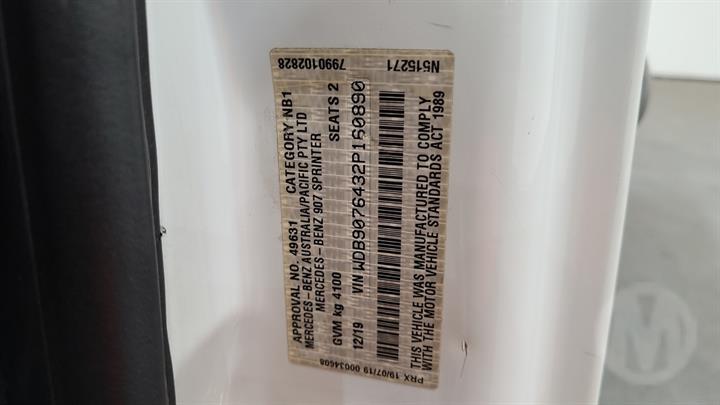 7990102828 N515271
APPROVAL NO. 49631 CATEGORY NB1
MERCEDES-BENZ AUSTRALIA/PACIFIC PTY LTD
MERCEDES-BENZ 907 SPRINTER
GVM kg 4100 SEATS 2
12/19 VIN WDB9076432P160890
THIS VEHICLE WAS MANUFACTURED TO COMPLY
WITH THE MOTOR VEHICLE STANDARDS ACT 1989
PRX 19/07/19 00034608
M